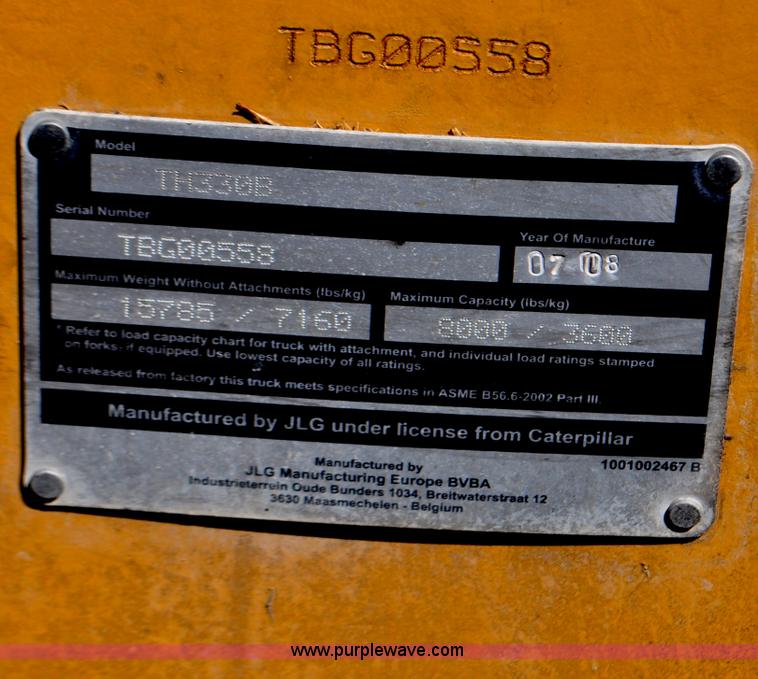 TBG00558
Model
TH330B
Serial Number
TBG00558
Year Of Manufacture
07 08
Maximum Weight Without Attachments (lbs/kg)
15785 / 7160
Maximum Capacity (lbs/kg)
8000 / 3600
* Refer to load capacity chart for truck with attachment, and individual load ratings stamped
on forks, if equipped. Use lowest capacity of all ratings.
As released from factory this truck meets specifications in ASME B56.6-2002 Part III.
Manufactured by JLG under license from Caterpillar
1001002467 B
Manufactured by
JLG Manufacturing Europe BVBA
Industrieterrein Oude Bunders 1034, Breitwaterstraat 12
3630 Maasmechelen - Belgium
www.purplewave.com